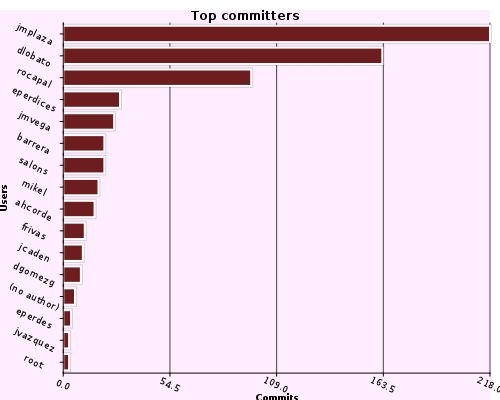 Top committers
jmplaza
dlobato
rocapal
eperdices
jmvega
barrera
salons
mikel
ahcorde
frivas
jcaden
dgomezg
(no author)
eperdes
jvazquez
root
Users
0.0 54.5 109.0 163.5 218.0
Commits